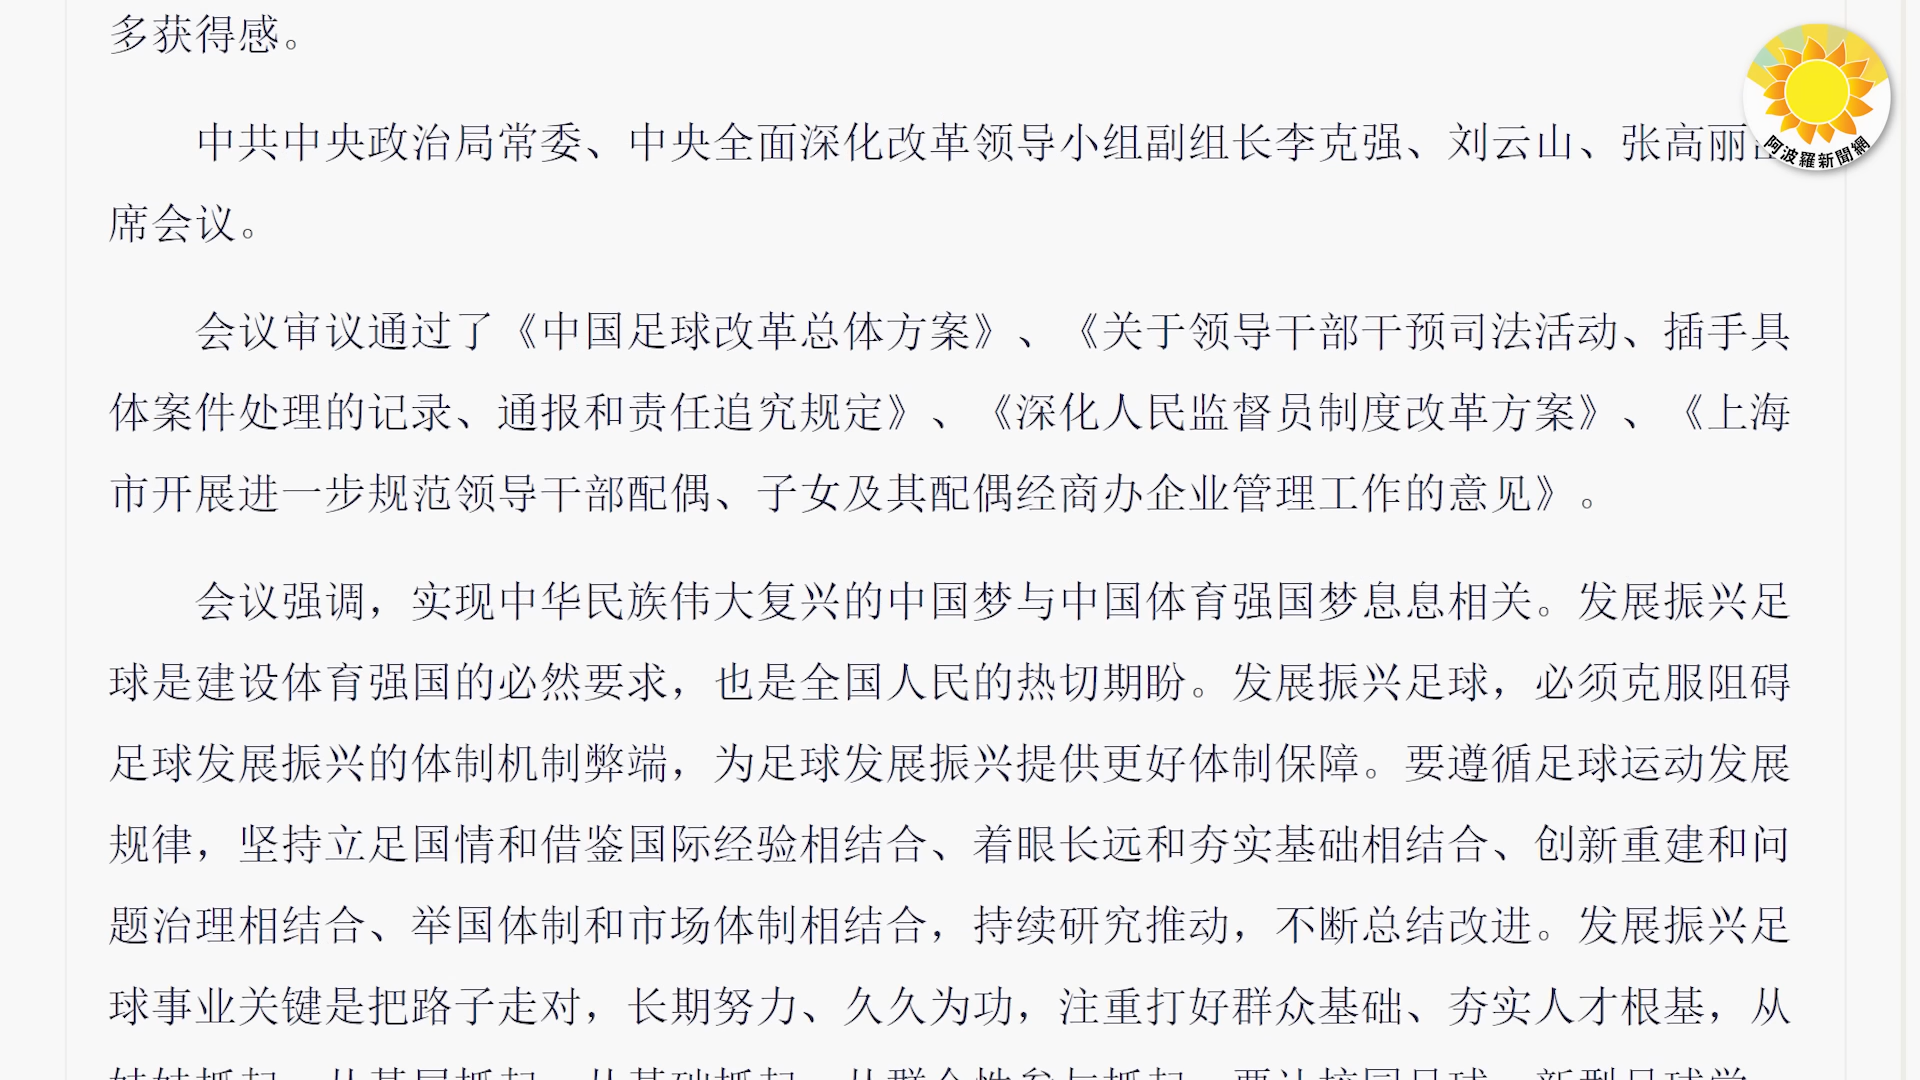 多获得感。
中共中央政治局常委、中央全面深化改革领导小组副组长李克强、刘云山、张高丽
阿波羅新聞網
席会议。
会议审议通过了《中国足球改革总体方案》、《关于领导干部干预司法活动、插手具
体案件处理的记录、通报和责任追究规定》、《深化人民监督员制度改革方案》、《上海
市开展进一步规范领导干部配偶、子女及其配偶经商办企业管理工作的意见》。
会议强调，实现中华民族伟大复兴的中国梦与中国体育强国梦息息相关。发展振兴足
球是建设体育强国的必然要求，也是全国人民的热切期盼。发展振兴足球，必须克服阻碍
足球发展振兴的体制机制弊端，为足球发展振兴提供更好体制保障。要遵循足球运动发展
规律，坚持立足国情和借鉴国际经验相结合、着眼长远和夯实基础相结合、创新重建和问
题治理相结合、举国体制和市场体制相结合，持续研究推动，不断总结改进。发展振兴足
球事业关键是把路子走对，长期努力、久久为功，注重打好群众基础、夯实人才根基，从